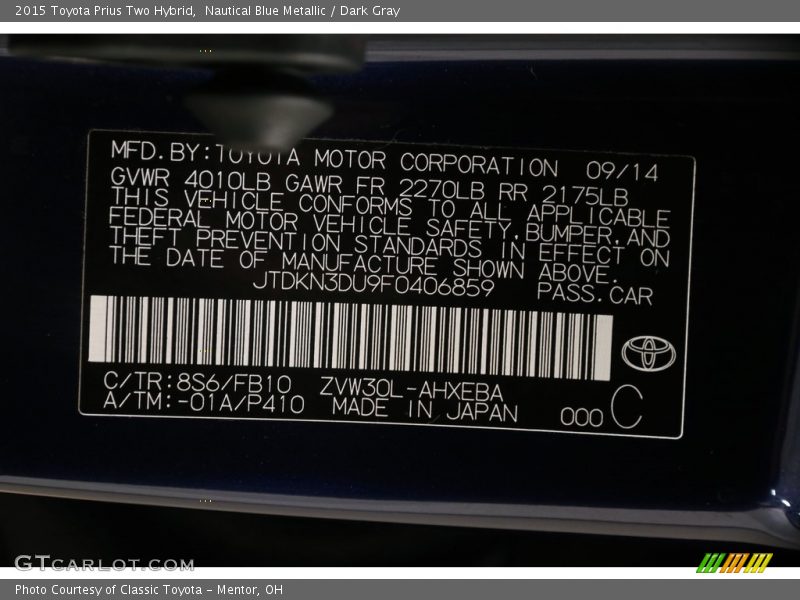 2015 Toyota Prius Two Hybrid,  Nautical Blue Metallic / Dark Gray
MFD.BY:TOYOTA MOTOR CORPORATION 09/14
GVWR 4010LB GAWR FR 2270LB RR 2175LB
THIS VEHICLE CONFORMS TO ALL APPLICABLE
FEDERAL MOTOR VEHICLE SAFETY,BUMPER,AND
THEFT PREVENTION STANDARDS IN EFFECT ON
THE DATE OF MANUFACTURE SHOWN ABOVE.
JTDKN3DU9F0406859 PASS.CAR
C/TR:8S6/FB10 ZVW30L-AHXEBA
A/TM:-01A/P410 MADE IN JAPAN 000 C
GTCARLOT.COM
Photo Courtesy of Classic Toyota - Mentor, OH